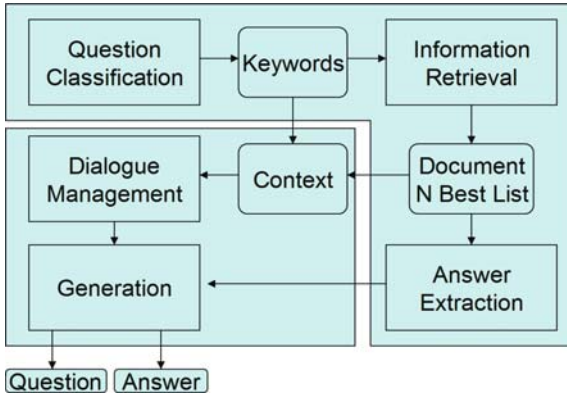 Question
Classification
Keywords
Information
Retrieval
Dialogue
Management
Context
Document
N Best List
Generation
Answer
Extraction
Question
Answer